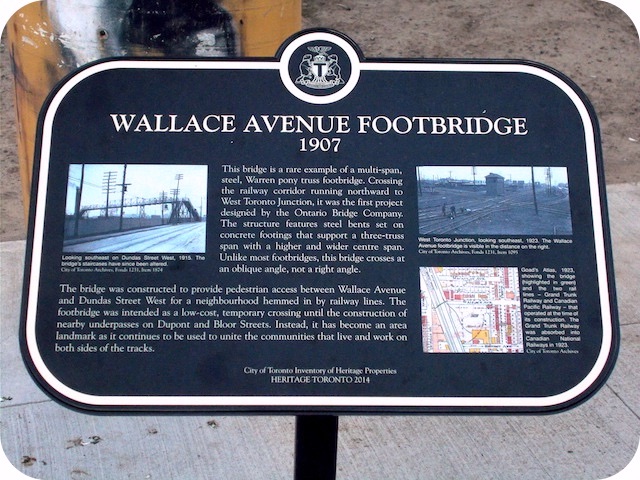 WALLACE AVENUE FOOTBRIDGE
1907
This bridge is a rare example of a multi-span,
steel, Warren pony truss footbridge. Crossing
the railway corridor running northward to
West Toronto Junction, it was the first project
designed by the Ontario Bridge Company.
The structure features steel bents set on
concrete footings that support a three-truss
span with a higher and wider centre span.
Unlike most footbridges, this bridge crosses at
an oblique angle, not a right angle.
Looking southeast on Dundas Street West, 1915. The
bridge's staircases have since been altered.
City of Toronto Archives, Fonds 1231, Item 1874
The bridge was constructed to provide pedestrian access between Wallace Avenue
and Dundas Street West for a neighbourhood hemmed in by railway lines. The
footbridge was intended as a low-cost, temporary crossing until the construction of
nearby underpasses on Dupont and Bloor Streets. Instead, it has become an area
landmark as it continues to be used to unite the communities that live and work on
both sides of the tracks.
West Toronto Junction, looking southeast, 1923. The Wallace
Avenue footbridge is visible in the distance on the right.
City of Toronto Archives, Fonds 1231, Item 1095
Goad's Atlas, 1923,
showing the bridge
(highlighted in green)
and the two rail
lines – Grand Trunk
Railway and Canadian
Pacific Railway – that
operated at the time of
its construction. The
Grand Trunk Railway
was absorbed into
Canadian National
Railways in 1923.
City of Toronto Archives
City of Toronto Inventory of Heritage Properties
HERITAGE TORONTO 2014